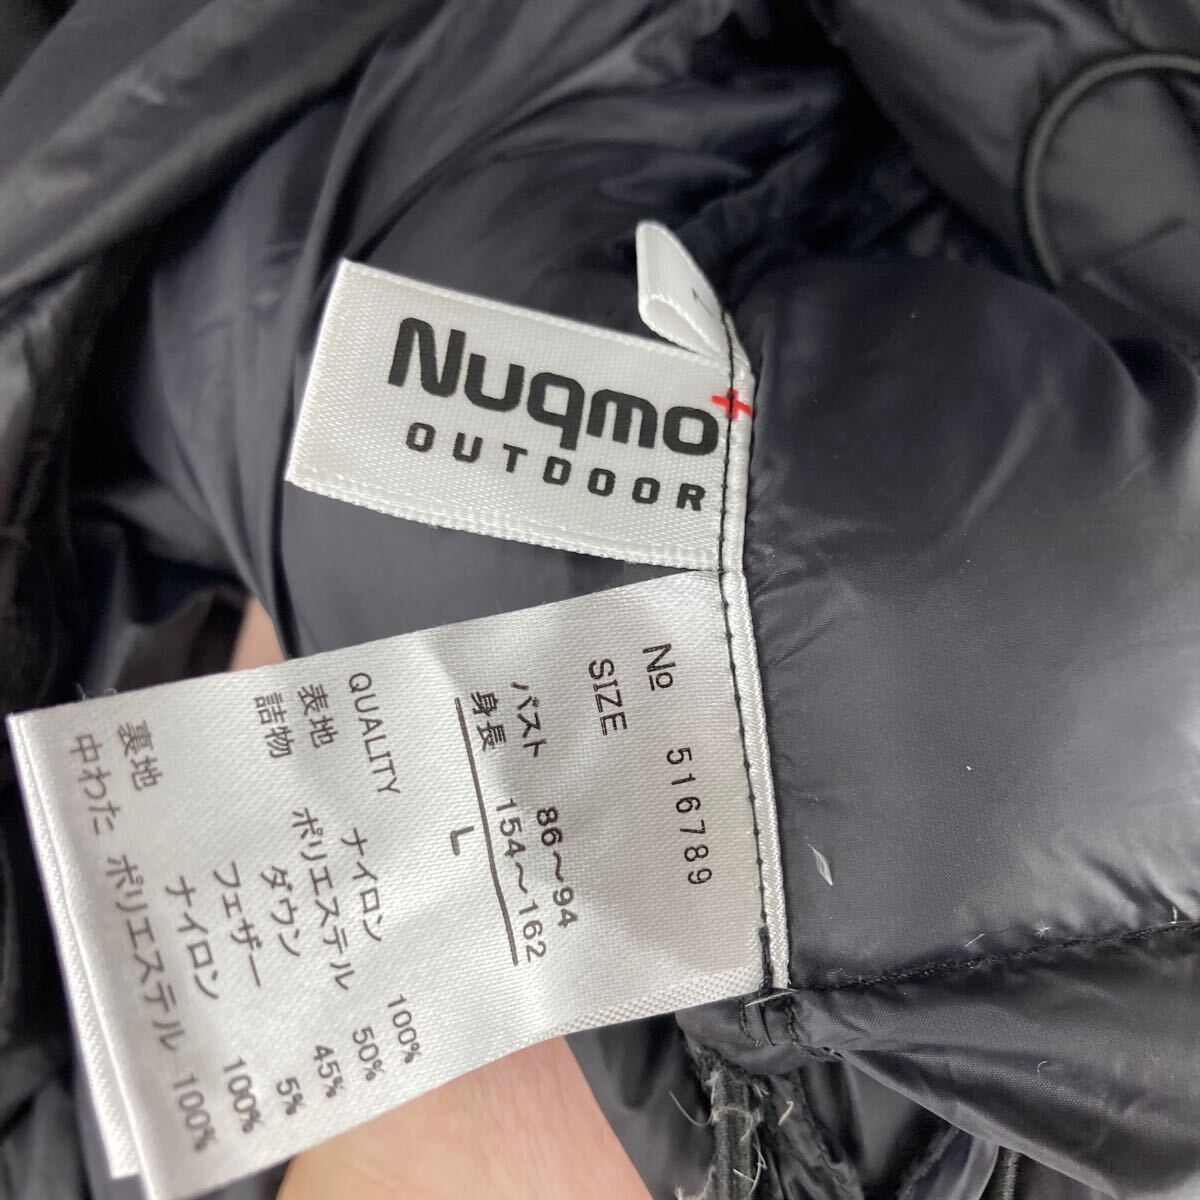 Nuqmo+
OUTDOOR
№ 516789
SIZE
バスト 86～94
身長 154～162
L
QUALITY
表地 ナイロン 100%
詰物 ポリエステル 50%
ダウン 45%
フェザー 5%
裏地 ナイロン 100%
中わた ポリエステル 100%